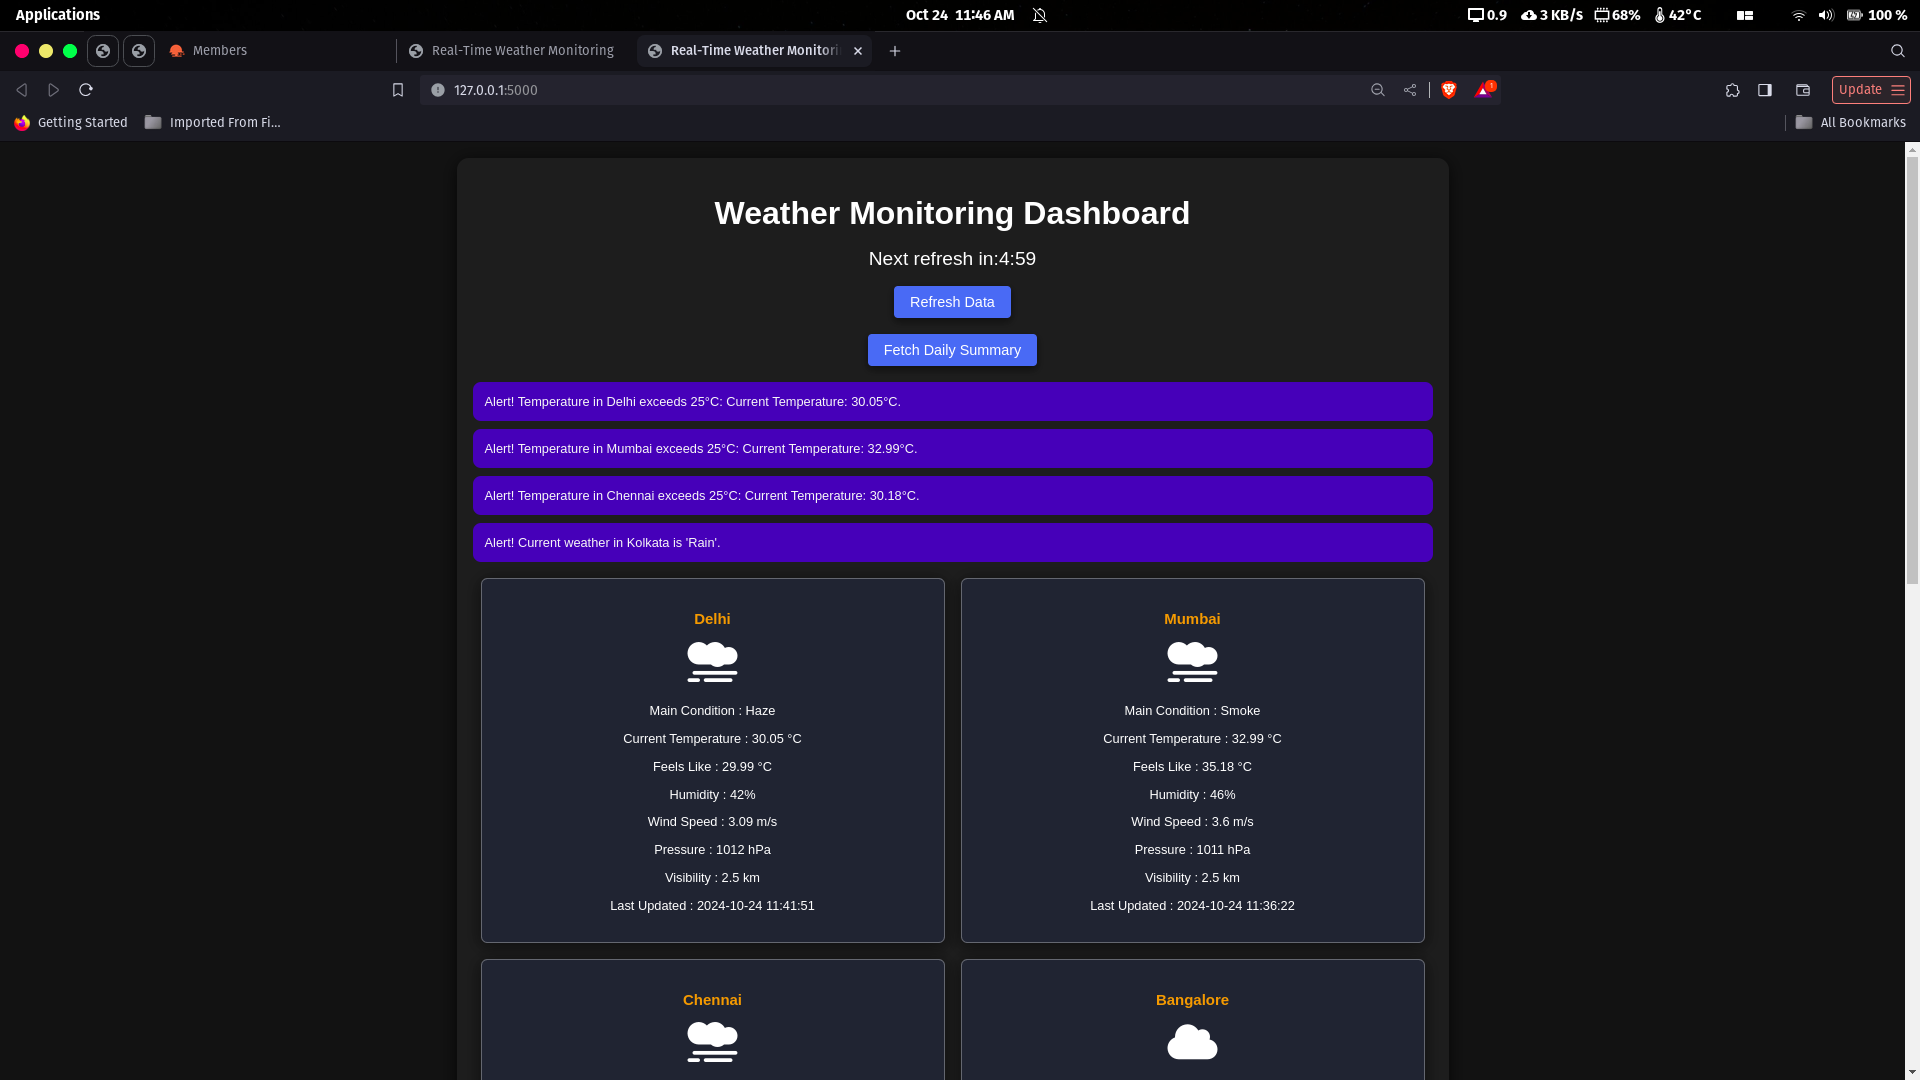 Applications
Oct 24 11:46 AM
0.9
3 KB/s
68%
42°C
100 %
Members
Real-Time Weather Monitoring
Real-Time Weather Monitori
127.0.0.1:5000
1
Update
Getting Started
Imported From Fi...
All Bookmarks
Weather Monitoring Dashboard
Next refresh in:4:59
Refresh Data
Fetch Daily Summary
Alert! Temperature in Delhi exceeds 25°C: Current Temperature: 30.05°C.
Alert! Temperature in Mumbai exceeds 25°C: Current Temperature: 32.99°C.
Alert! Temperature in Chennai exceeds 25°C: Current Temperature: 30.18°C.
Alert! Current weather in Kolkata is 'Rain'.
Delhi
Main Condition : Haze
Current Temperature : 30.05 °C
Feels Like : 29.99 °C
Humidity : 42%
Wind Speed : 3.09 m/s
Pressure : 1012 hPa
Visibility : 2.5 km
Last Updated : 2024-10-24 11:41:51
Mumbai
Main Condition : Smoke
Current Temperature : 32.99 °C
Feels Like : 35.18 °C
Humidity : 46%
Wind Speed : 3.6 m/s
Pressure : 1011 hPa
Visibility : 2.5 km
Last Updated : 2024-10-24 11:36:22
Chennai
Bangalore